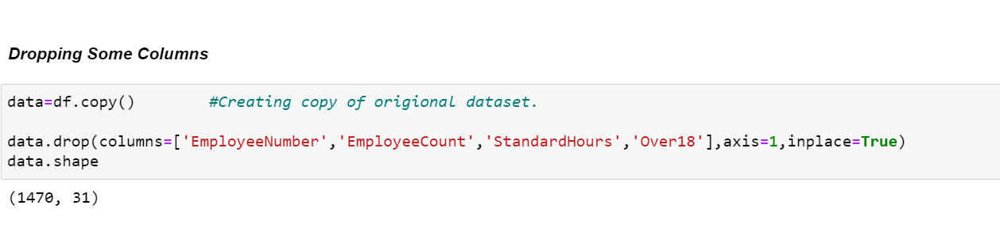 Dropping Some Columns
data=df.copy()        #Creating copy of origional dataset.
data.drop(columns=['EmployeeNumber','EmployeeCount','StandardHours','Over18'],axis=1,inplace=True)
data.shape
(1470, 31)